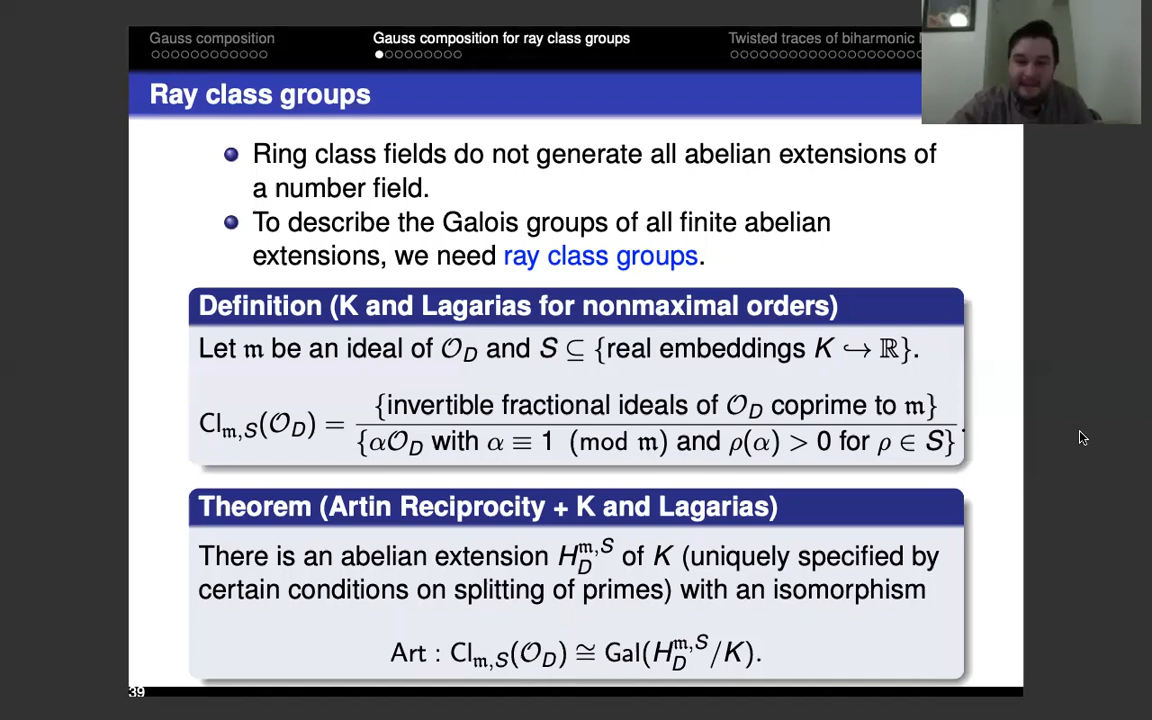 Gauss composition
Gauss composition for ray class groups
Twisted traces of biharmonic
Ray class groups
Ring class fields do not generate all abelian extensions of
a number field.
To describe the Galois groups of all finite abelian
extensions, we need ray class groups.
Definition (K and Lagarias for nonmaximal orders)
Let 𝔪 be an ideal of 𝒪_D and S ⊆ {real embeddings K ↪ ℝ}.
Cl_{𝔪,S}(𝒪_D) = {invertible fractional ideals of 𝒪_D coprime to 𝔪}
{α𝒪_D with α ≡ 1 (mod 𝔪) and ρ(α) > 0 for ρ ∈ S}.
Theorem (Artin Reciprocity + K and Lagarias)
There is an abelian extension H_D^{𝔪,S} of K (uniquely specified by
certain conditions on splitting of primes) with an isomorphism
Art : Cl_{𝔪,S}(𝒪_D) ≅ Gal(H_D^{𝔪,S}/K).
39